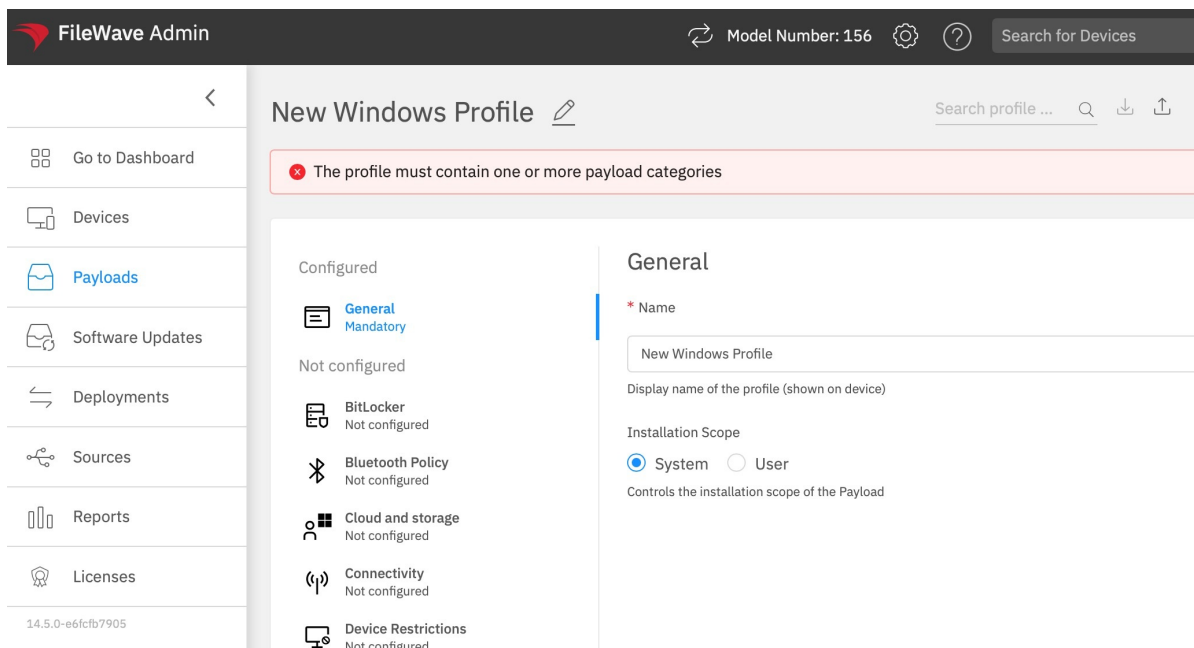 FileWave Admin
Model Number: 156
Search for Devices
Go to Dashboard
Devices
Payloads
Software Updates
Deployments
Sources
Reports
Licenses
14.5.0-e6fcfb7905
New Windows Profile
Search profile ...
The profile must contain one or more payload categories
Configured
General
Mandatory
Not configured
BitLocker
Not configured
Bluetooth Policy
Not configured
Cloud and storage
Not configured
Connectivity
Not configured
Device Restrictions
Not configured
General
* Name
New Windows Profile
Display name of the profile (shown on device)
Installation Scope
System User
Controls the installation scope of the Payload